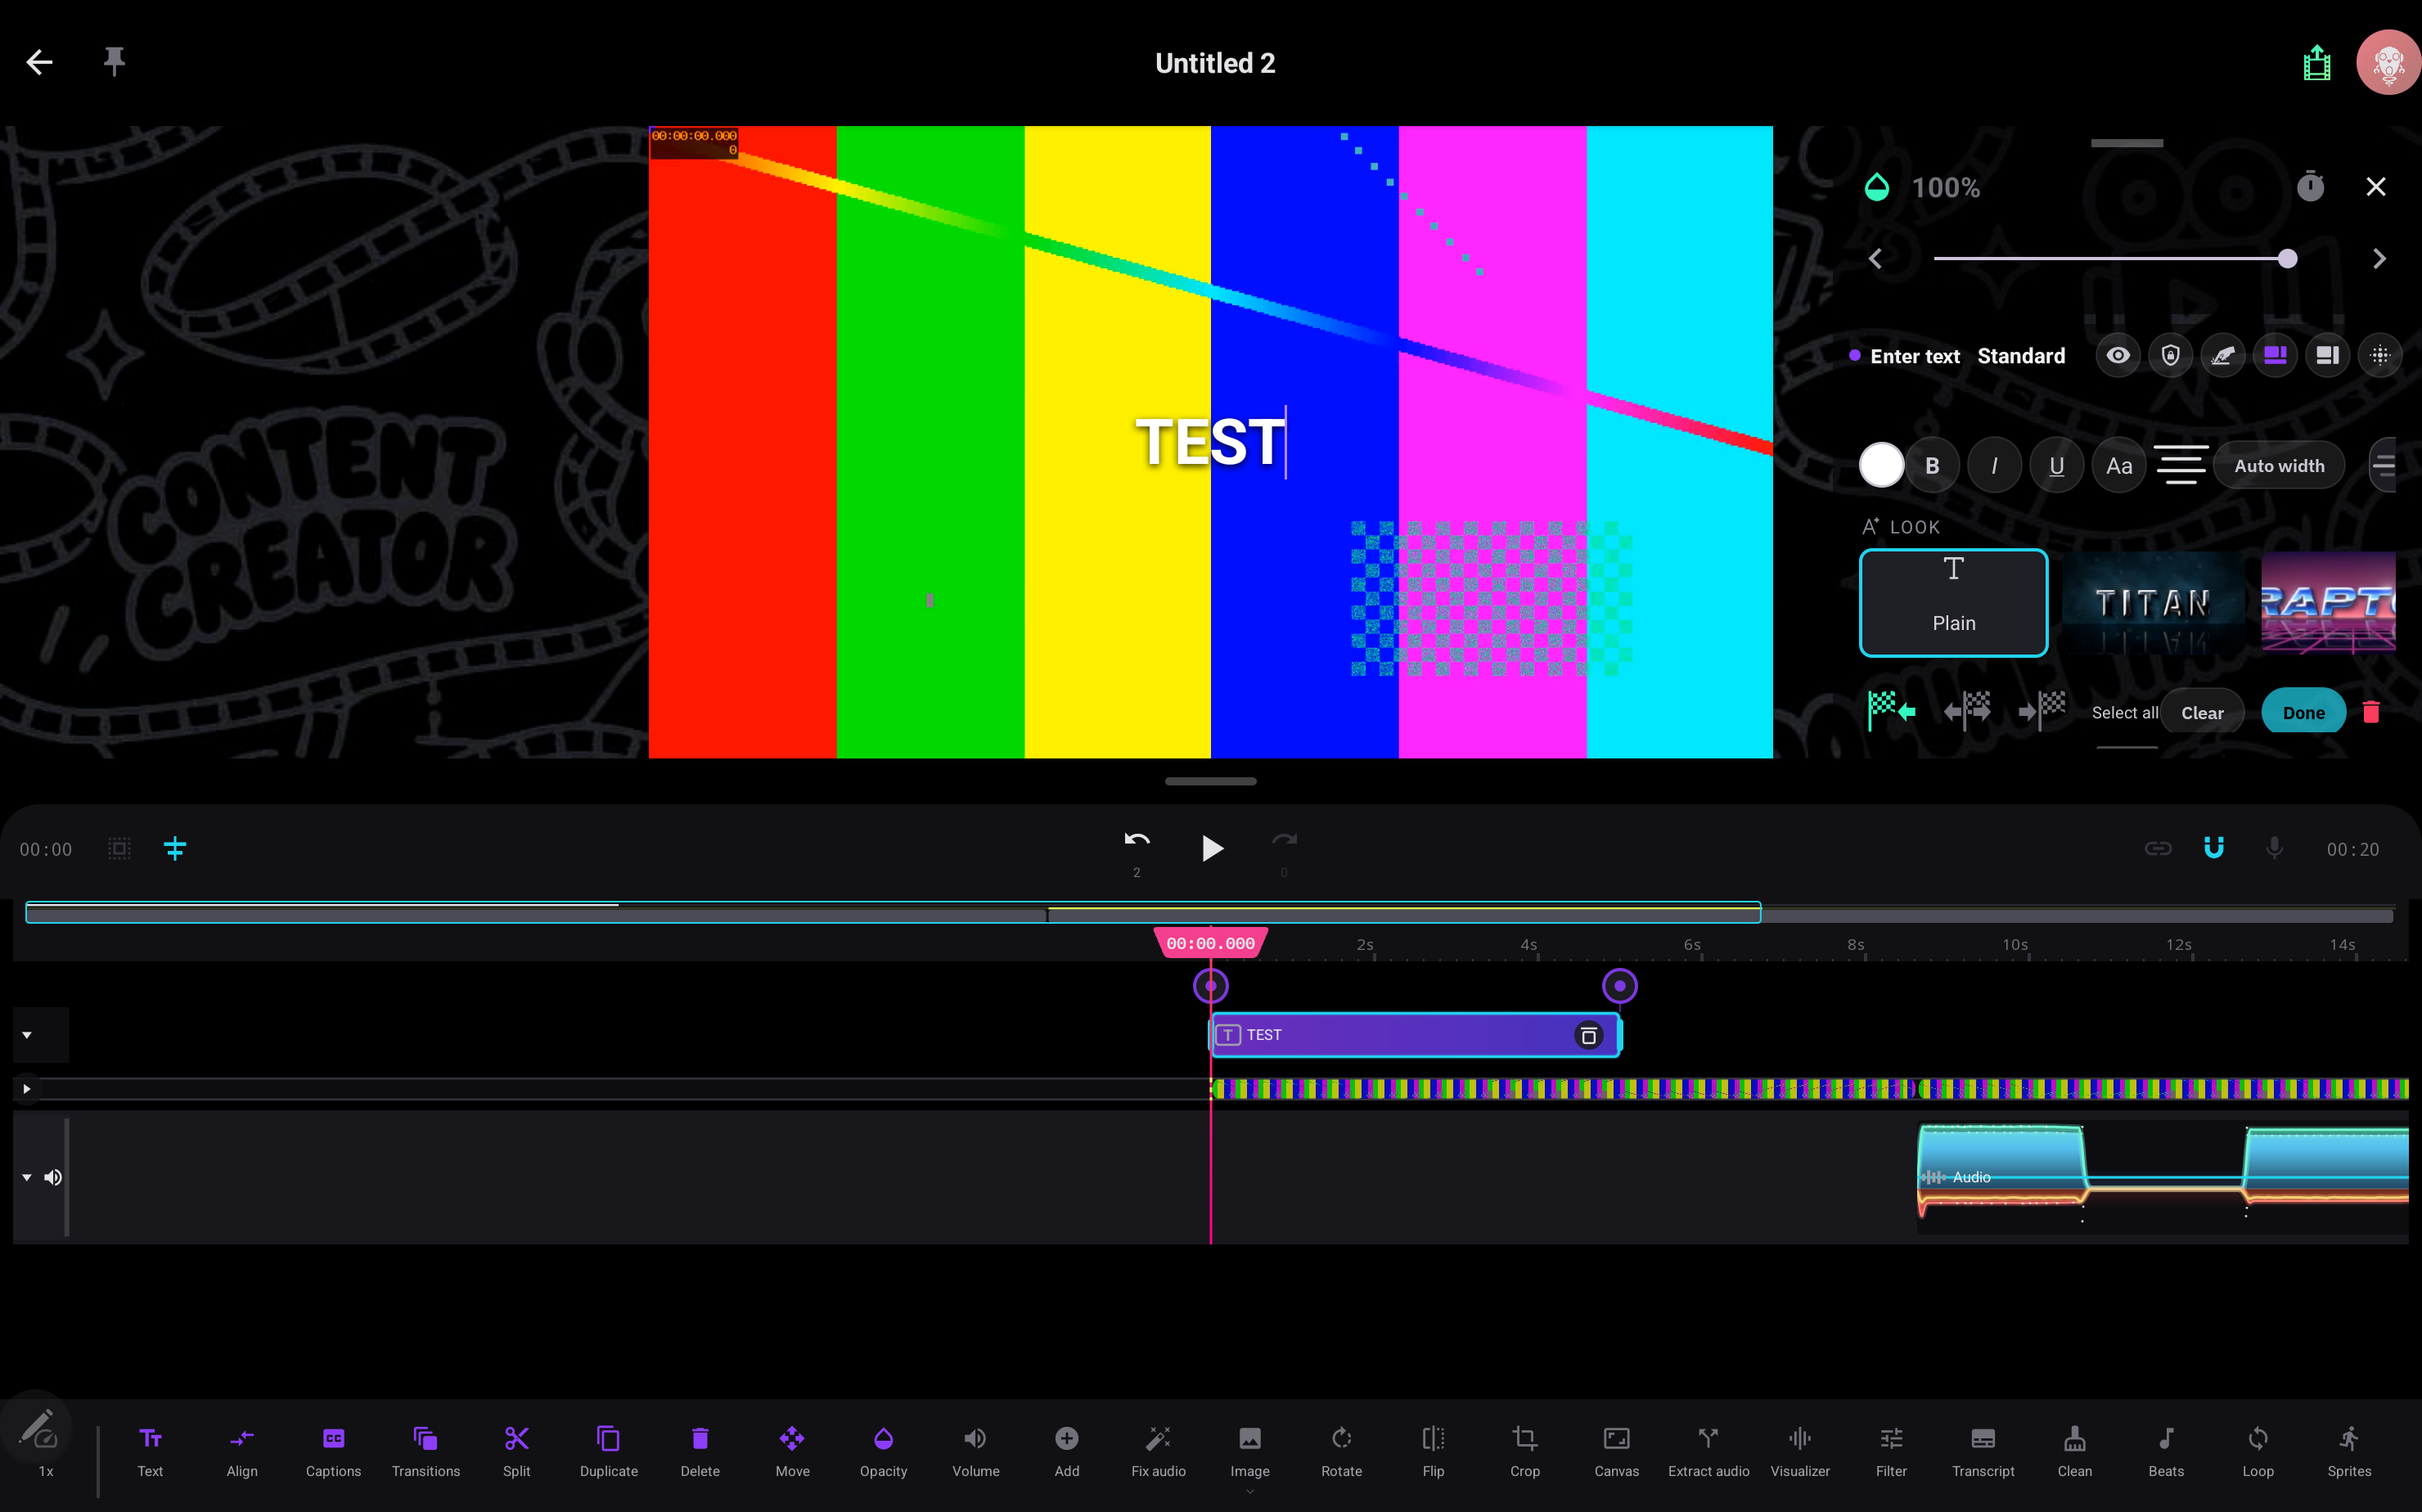 Untitled 2
00:00:00.000
0
CONTENT
CREATOR
TEST
100%
Enter text Standard
B I U Aa Auto width
LOOK
T
Plain
TITAN
Select all Clear Done
00:00
2
0
00:20
00:00.000 2s 4s 6s 8s 10s 12s 14s
T TEST
Audio
1x Text Align Captions Transitions Split Duplicate Delete Move Opacity Volume Add Fix audio Image Rotate Flip Crop Canvas Extract audio Visualizer Filter Transcript Clean Beats Loop Sprites